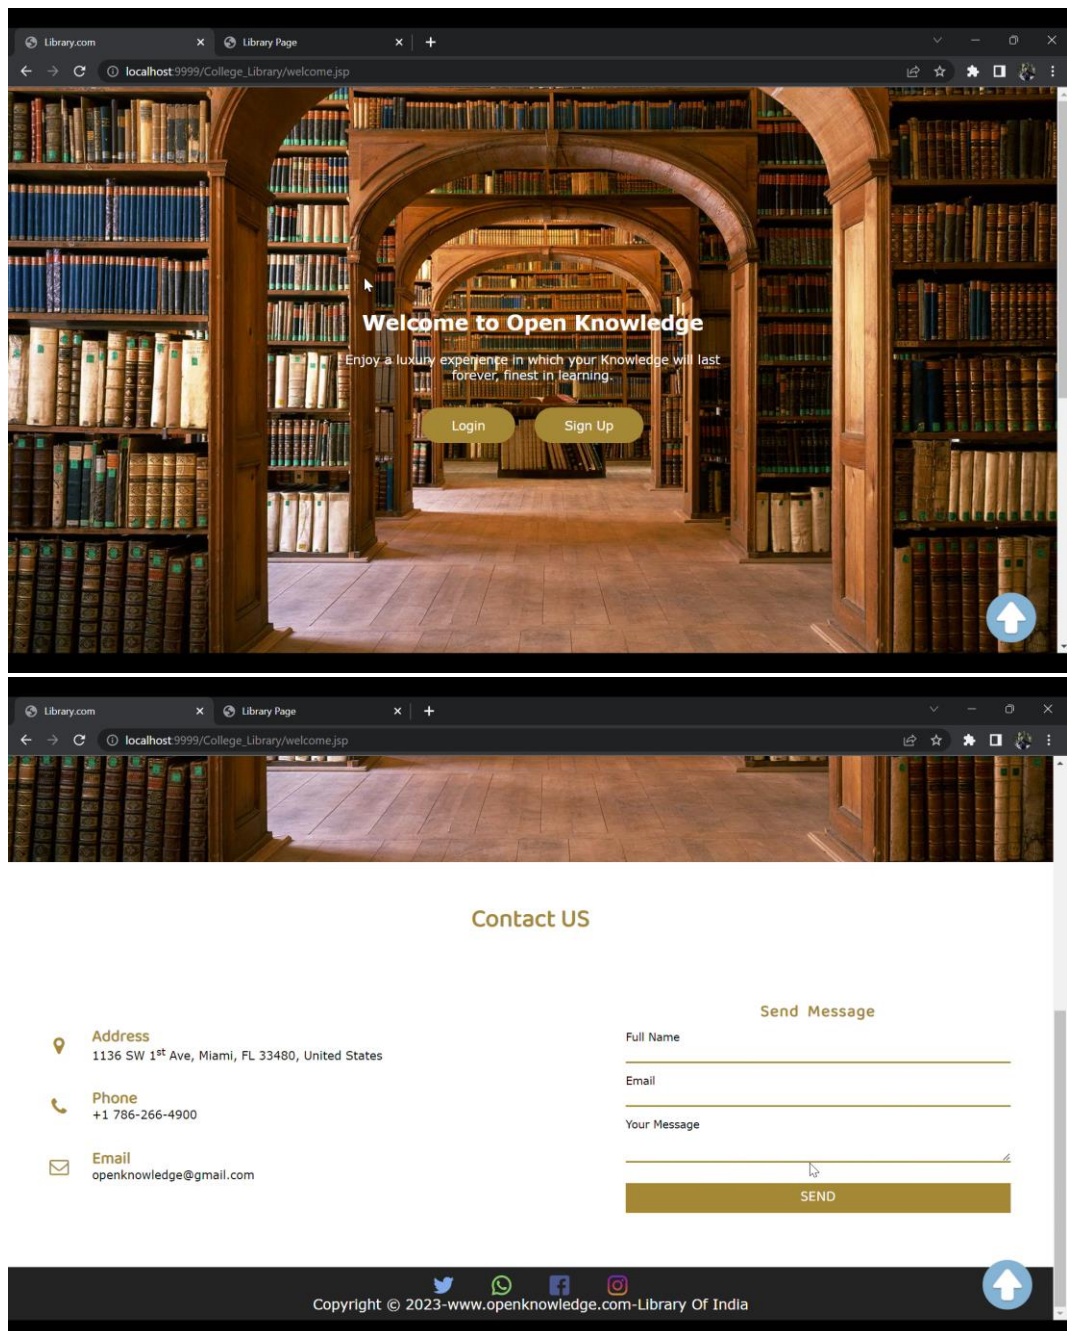 Library.com
Library Page
localhost:9999/College_Library/welcome.jsp
Welcome to Open Knowledge
Enjoy a luxury experience in which your Knowledge will last
forever, finest in learning.
Login
Sign Up
Library.com
Library Page
localhost:9999/College_Library/welcome.jsp
Contact US
Address
1136 SW 1st Ave, Miami, FL 33480, United States
Phone
+1 786-266-4900
Email
openknowledge@gmail.com
Send Message
Full Name
Email
Your Message
SEND
Copyright © 2023-www.openknowledge.com-Library Of India